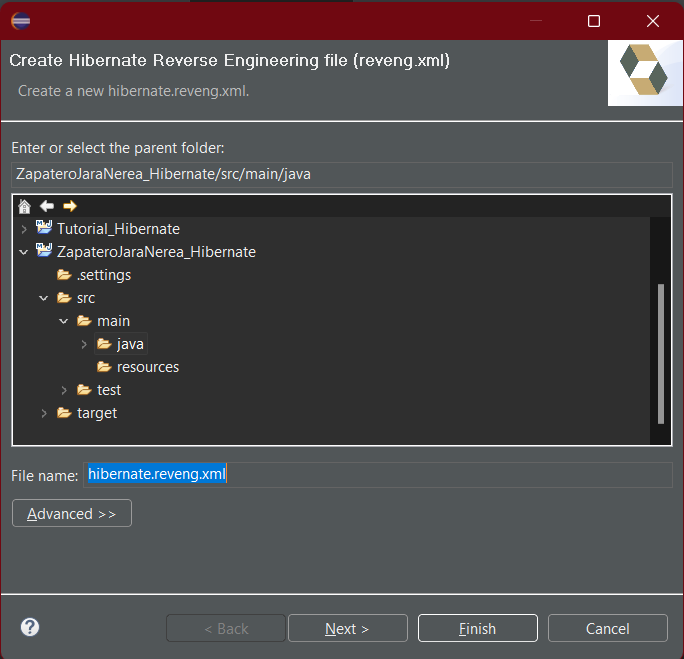 Create Hibernate Reverse Engineering file (reveng.xml)
Create a new hibernate.reveng.xml.
Enter or select the parent folder:
ZapateroJaraNerea_Hibernate/src/main/java
Tutorial_Hibernate
ZapateroJaraNerea_Hibernate
.settings
src
main
java
resources
test
target
File name: hibernate.reveng.xml
Advanced >>
< Back Next > Finish Cancel